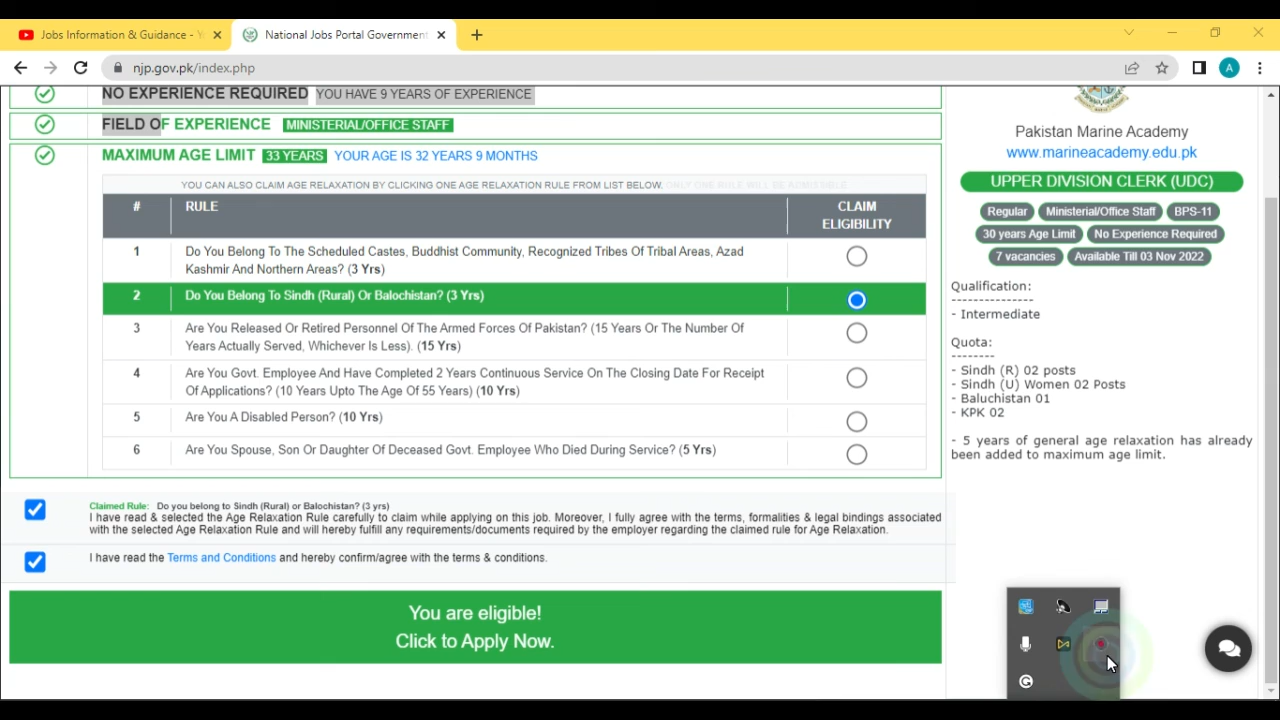 Jobs Information & Guidance - Y
National Jobs Portal Government
njp.gov.pk/index.php
A
NO EXPERIENCE REQUIRED YOU HAVE 9 YEARS OF EXPERIENCE
FIELD OF EXPERIENCE MINISTERIAL/OFFICE STAFF
MAXIMUM AGE LIMIT 33 YEARS YOUR AGE IS 32 YEARS 9 MONTHS
YOU CAN ALSO CLAIM AGE RELAXATION BY CLICKING ONE AGE RELAXATION RULE FROM LIST BELOW. ONLY ONE RULE WILL BE ADMISTIBLE
# RULE CLAIM
ELIGIBILITY
1 Do You Belong To The Scheduled Castes, Buddhist Community, Recognized Tribes Of Tribal Areas, Azad
Kashmir And Northern Areas? (3 Yrs)
2 Do You Belong To Sindh (Rural) Or Balochistan? (3 Yrs)
3 Are You Released Or Retired Personnel Of The Armed Forces Of Pakistan? (15 Years Or The Number Of
Years Actually Served, Whichever Is Less). (15 Yrs)
4 Are You Govt. Employee And Have Completed 2 Years Continuous Service On The Closing Date For Receipt
Of Applications? (10 Years Upto The Age Of 55 Years) (10 Yrs)
5 Are You A Disabled Person? (10 Yrs)
6 Are You Spouse, Son Or Daughter Of Deceased Govt. Employee Who Died During Service? (5 Yrs)
Claimed Rule: Do you belong to Sindh (Rural) or Balochistan? (3 yrs)
I have read & selected the Age Relaxation Rule carefully to claim while applying on this job. Moreover, I fully agree with the terms, formalities & legal bindings associated
with the selected Age Relaxation Rule and will hereby fulfill any requirements/documents required by the employer regarding the claimed rule for Age Relaxation.
I have read the Terms and Conditions and hereby confirm/agree with the terms & conditions.
You are eligible!
Click to Apply Now.
Pakistan Marine Academy
www.marineacademy.edu.pk
UPPER DIVISION CLERK (UDC)
Regular Ministerial/Office Staff BPS-11
30 years Age Limit No Experience Required
7 vacancies Available Till 03 Nov 2022
Qualification:
---------------
- Intermediate
Quota:
--------
- Sindh (R) 02 posts
- Sindh (U) Women 02 Posts
- Baluchistan 01
- KPK 02
- 5 years of general age relaxation has already
been added to maximum age limit.